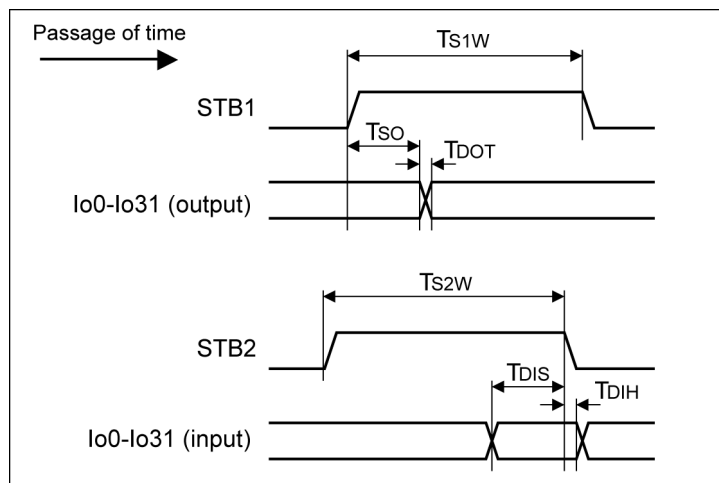 Passage of time
TS1W
STB1
TSO
TDOT
Io0-Io31 (output)
TS2W
STB2
TDIS
TDIH
Io0-Io31 (input)